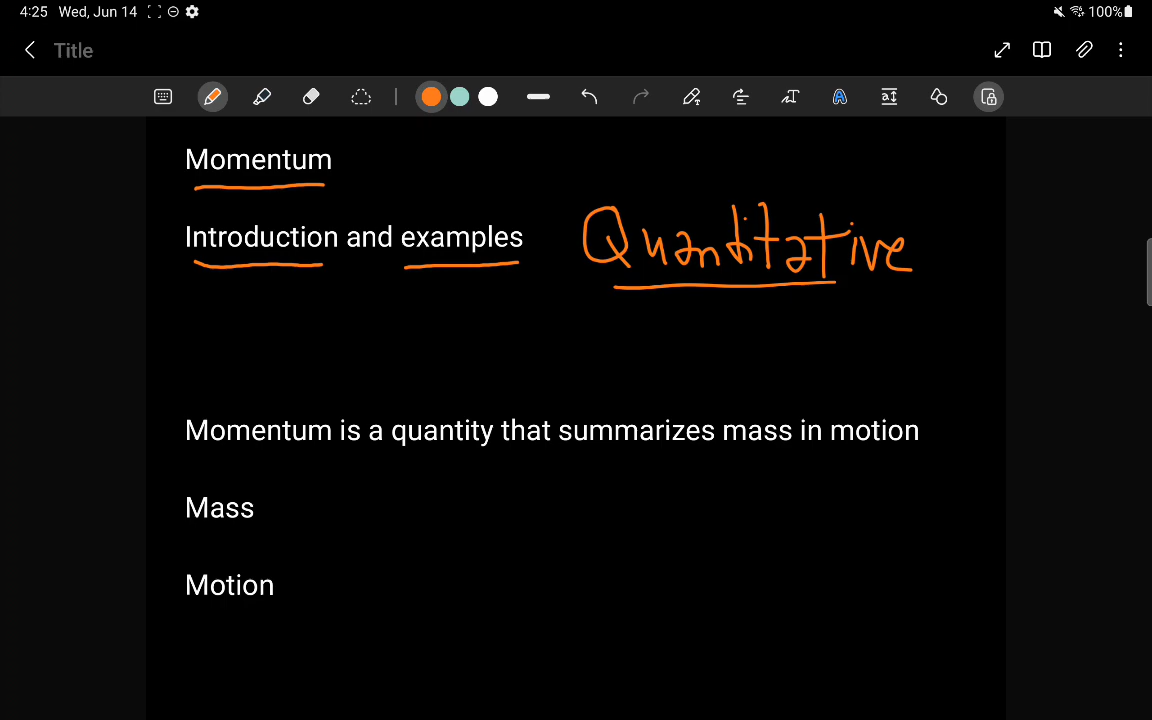 4:25 Wed, Jun 14 100%
Title
Momentum
Introduction and examples Quantitative
Momentum is a quantity that summarizes mass in motion
Mass
Motion